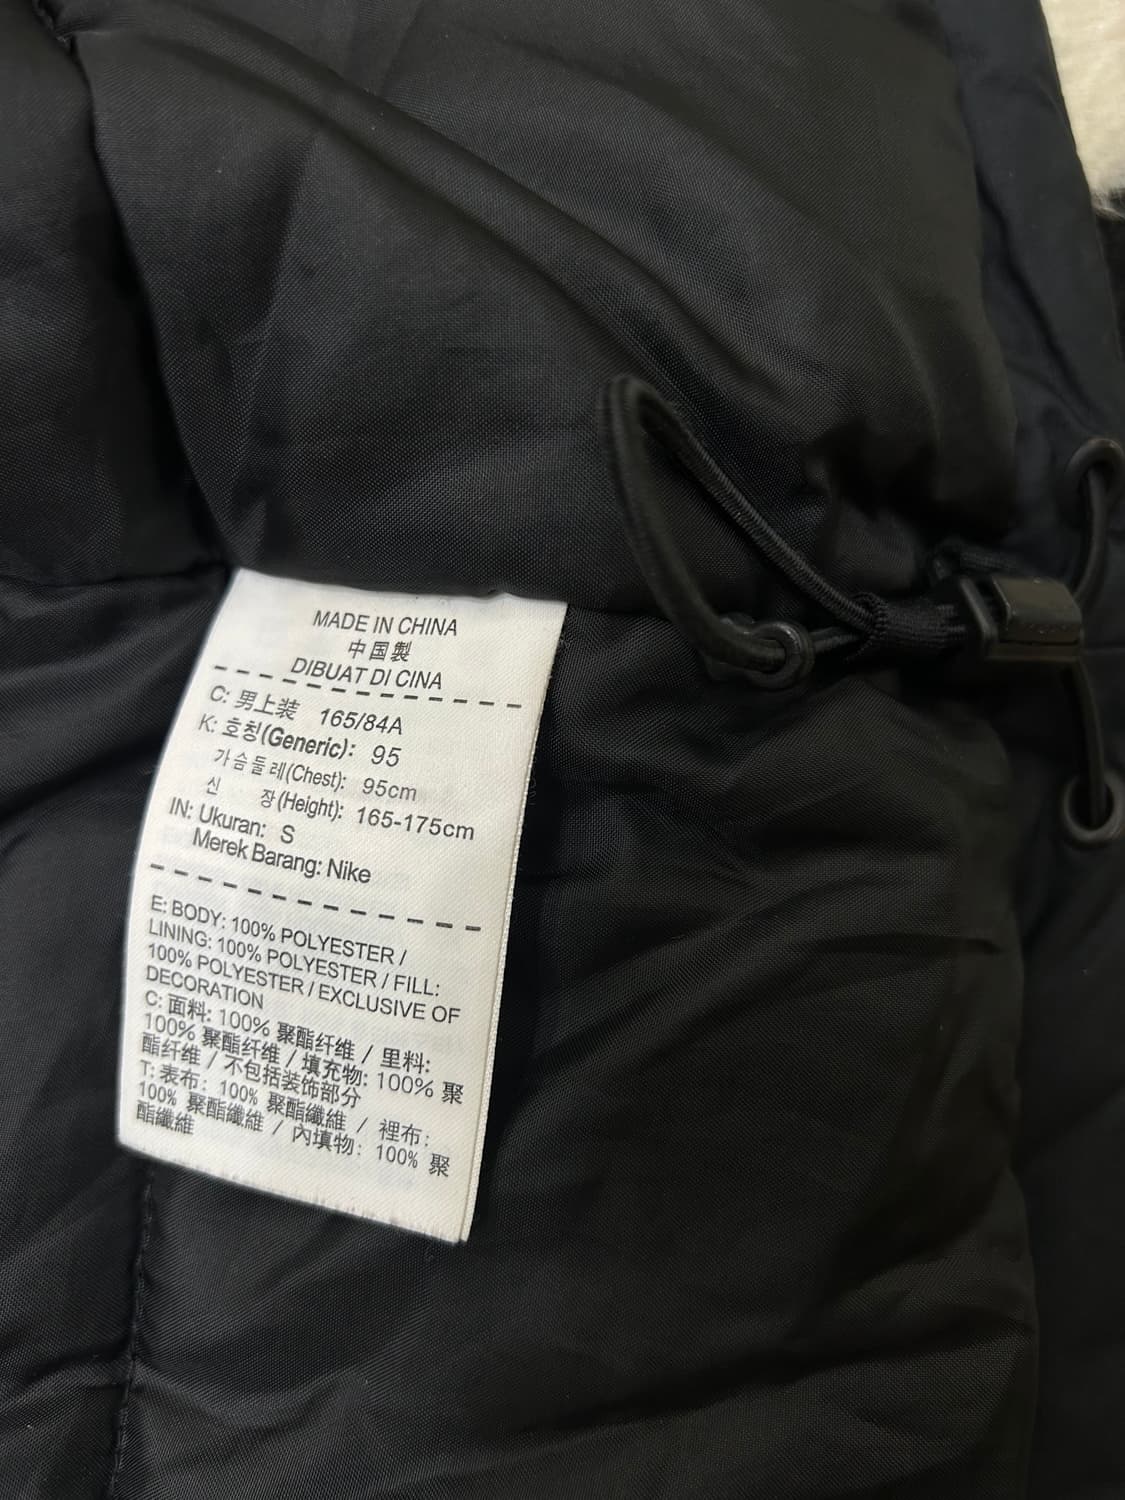 MADE IN CHINA
中国製
DIBUAT DI CINA
C: 男上装 165/84A
K: 호칭(Generic): 95
가슴둘레(Chest): 95cm
신 장(Height): 165-175cm
IN: Ukuran: S
Merek Barang: Nike
E: BODY: 100% POLYESTER /
LINING: 100% POLYESTER / FILL:
100% POLYESTER / EXCLUSIVE OF
DECORATION
C: 面料: 100% 聚酯纤维 / 里料:
100% 聚酯纤维 / 填充物: 100% 聚
酯纤维 / 不包括装饰部分
T: 表布: 100% 聚酯纖維 / 裡布:
100% 聚酯纖維 / 內填物: 100% 聚
酯纖維